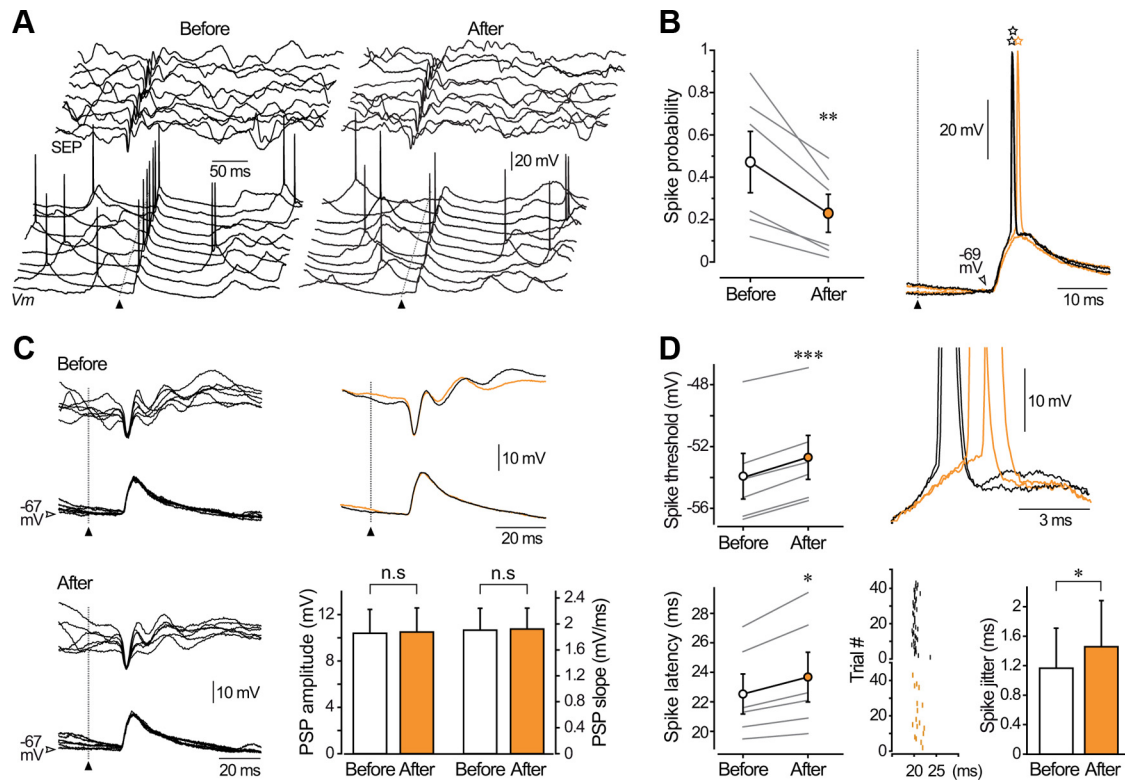 A
Before
After
SEP
50 ms
20 mV
Vm
B
Spike probability
1
0.8
0.6
0.4
0.2
0
**
Before
After
20 mV
-69
mV
10 ms
C
Before
-67
mV
10 mV
20 ms
After
10 mV
-67
mV
20 ms
n.s
n.s
PSP amplitude (mV)
12
8
4
0
PSP slope (mV/ms)
2.4
2.0
1.6
1.2
0.8
0.4
0
Before After
Before After
D
***
Spike threshold (mV)
-48
-52
-56
Before
After
10 mV
3 ms
*
Spike latency (ms)
28
26
24
22
20
Before
After
Trial #
40
20
0
40
20
0
20 25 (ms)
*
Spike jitter (ms)
2
1.6
1.2
0.8
0.4
0
Before After